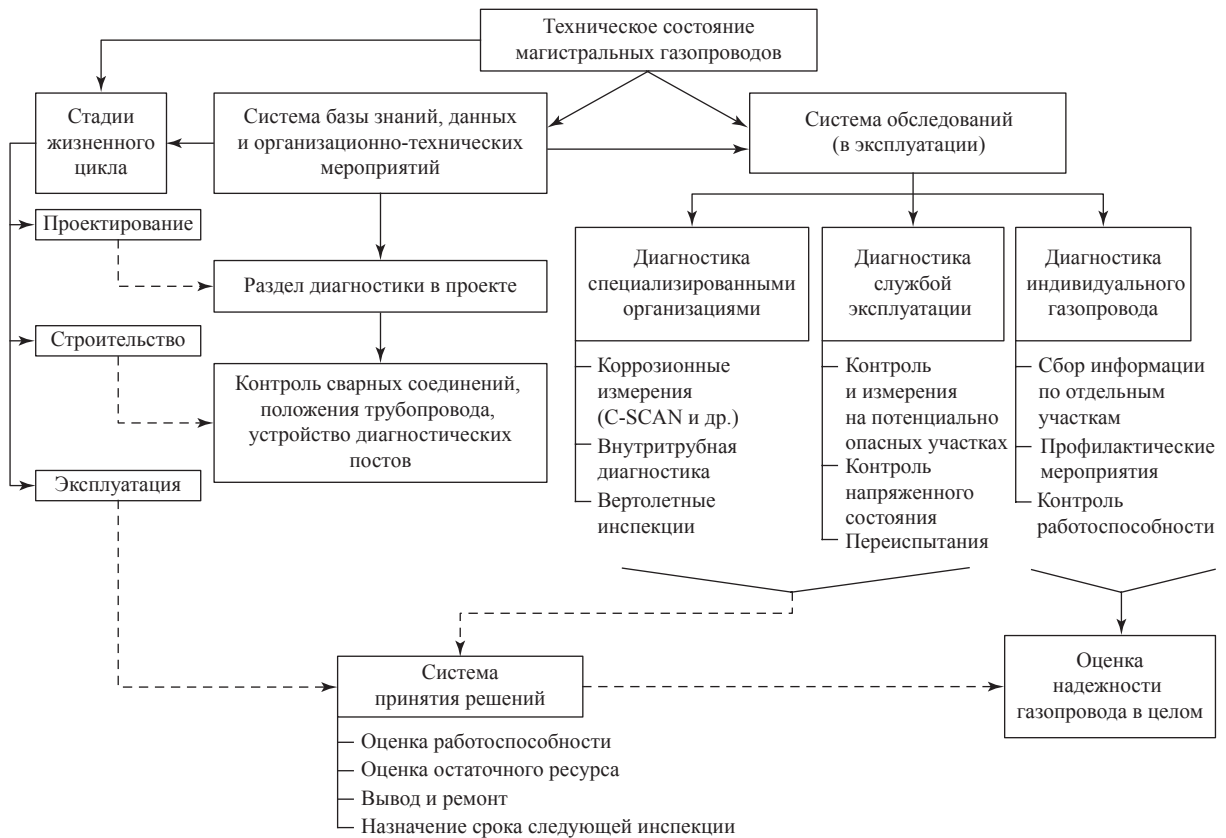 Техническое состояние
магистральных газопроводов
Стадии
жизненного
цикла
Система базы знаний, данных
и организационно-технических
мероприятий
Система обследований
(в эксплуатации)
Проектирование
Раздел диагностики в проекте
Строительство
Контроль сварных соединений,
положения трубопровода,
устройство диагностических
постов
Эксплуатация
Диагностика
специализированными
организациями
Коррозионные
измерения
(C-SCAN и др.)
Внутритрубная
диагностика
Вертолетные
инспекции
Диагностика
службой
эксплуатации
Контроль
и измерения
на потенциально
опасных участках
Контроль
напряженного
состояния
Переиспытания
Диагностика
индивидуального
газопровода
Сбор информации
по отдельным
участкам
Профилактические
мероприятия
Контроль
работоспособности
Система
принятия решений
Оценка работоспособности
Оценка остаточного ресурса
Вывод и ремонт
Назначение срока следующей инспекции
Оценка
надежности
газопровода в целом